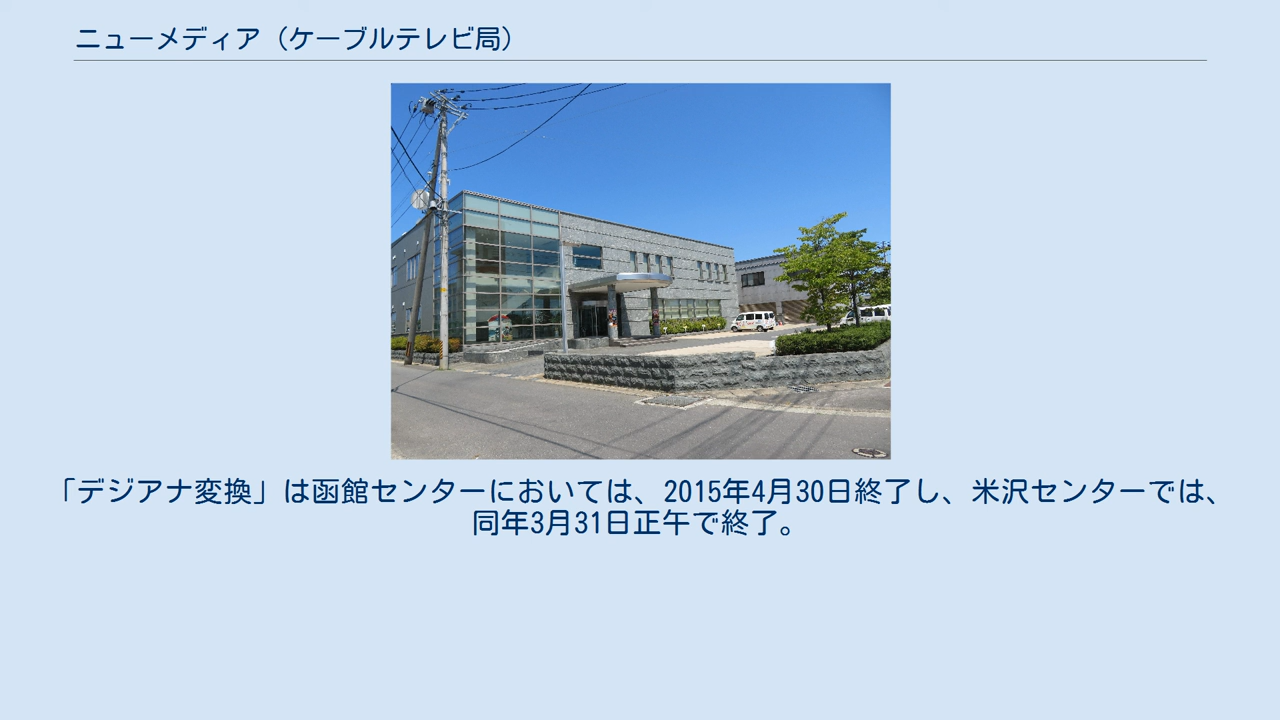 ニューメディア（ケーブルテレビ局）
「デジアナ変換」は函館センターにおいては、2015年4月30日終了し、米沢センターでは、
同年3月31日正午で終了。